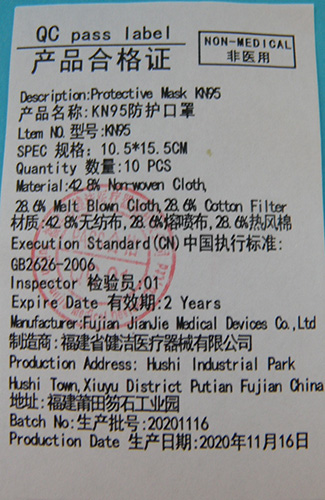 QC pass label
产品合格证
NON-MEDICAL
非医用
Description:Protective Mask KN95
产品名称:KN95防护口罩
Ltem NO.型号:KN95
SPEC 规格: 10.5*15.5CM
Quantity 数量:10 PCS
Material:42.8% Non-woven Cloth,
28.6% Melt Blown Cloth,28.6% Cotton Filter
材质:42.8%无纺布,28.6%熔喷布,28.6%热风棉
Execution Standard(CN)中国执行标准:
GB2626-2006
Inspector 检验员:01
Expire Date 有效期:2 Years
Manufacturer:Fujian JianJie Medical Devices Co.,Ltd
制造商: 福建省健洁医疗器械有限公司
Production Address: Hushi Industrial Park
Hushi Town,Xiuyu District Putian Fujian China
地址: 福建莆田笏石工业园
Batch No:生产批号:20201116
Production Date 生产日期:2020年11月16日